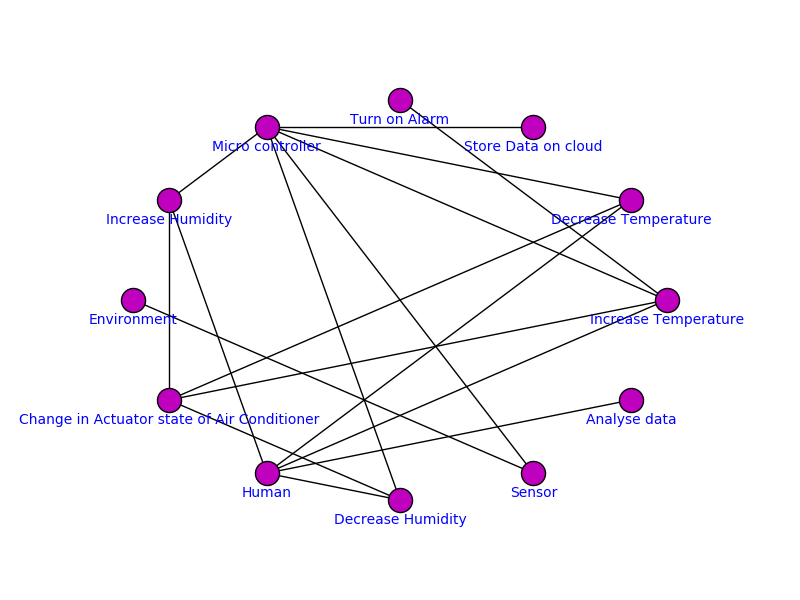 Turn on Alarm
Micro controller
Store Data on cloud
Increase Humidity
Decrease Temperature
Environment
Increase Temperature
Change in Actuator state of Air Conditioner
Analyse data
Human
Sensor
Decrease Humidity